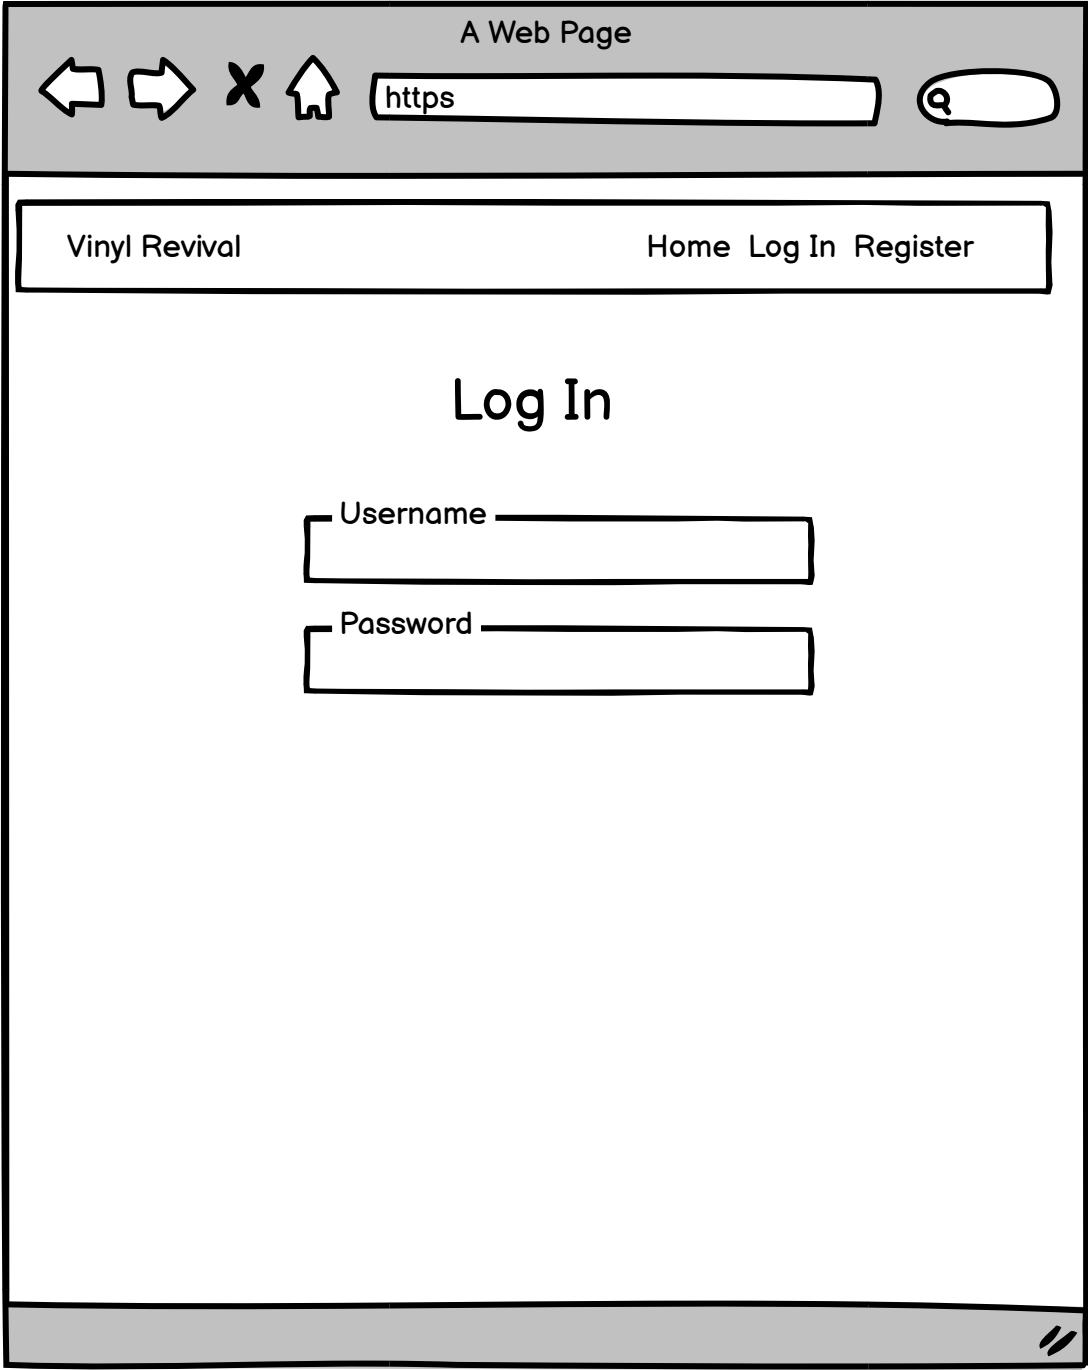 A Web Page
https
Vinyl Revival Home Log In Register
Log In
Username
Password